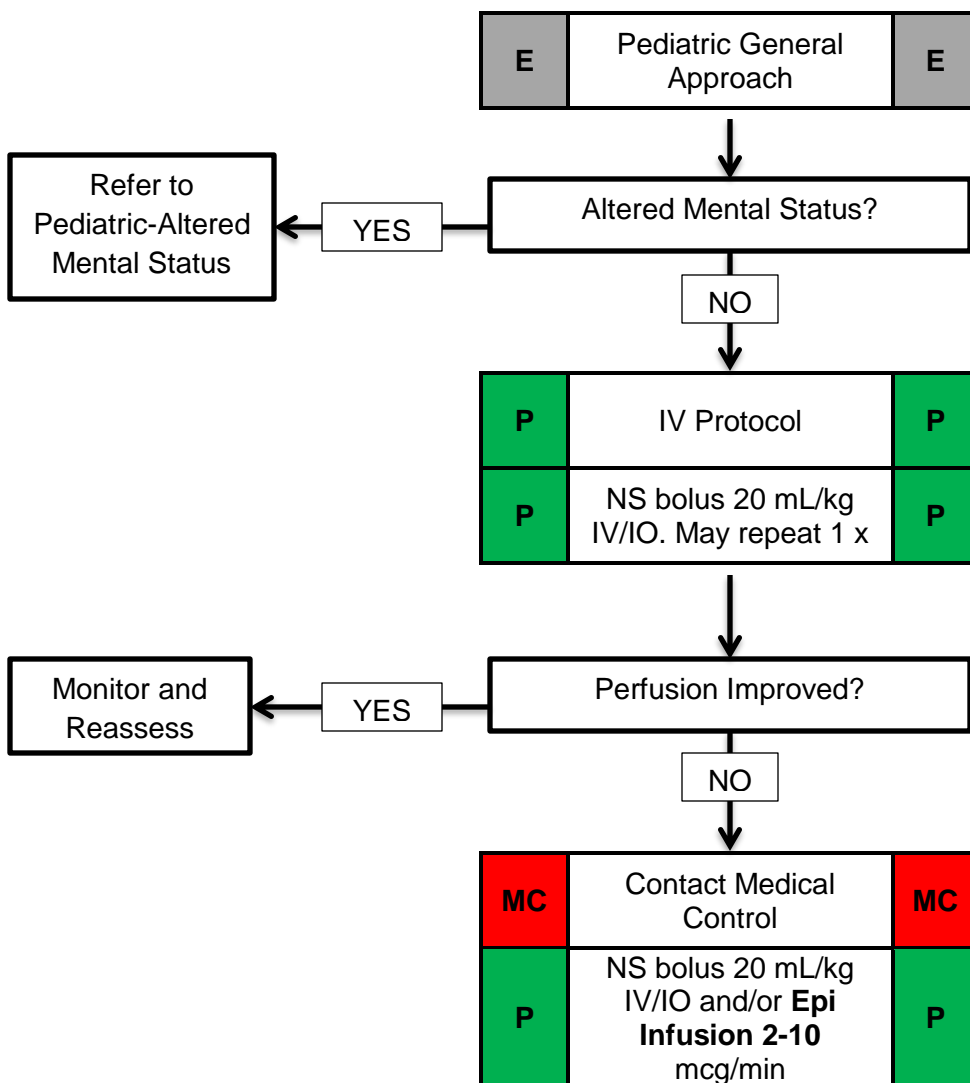 E
Pediatric General
Approach
E
Refer to
Pediatric-Altered
Mental Status
YES
Altered Mental Status?
NO
P
IV Protocol
P
P
NS bolus 20 mL/kg
IV/IO. May repeat 1 x
P
Monitor and
Reassess
YES
Perfusion Improved?
NO
MC
Contact Medical
Control
MC
P
NS bolus 20 mL/kg
IV/IO and/or Epi
Infusion 2-10
mcg/min
P